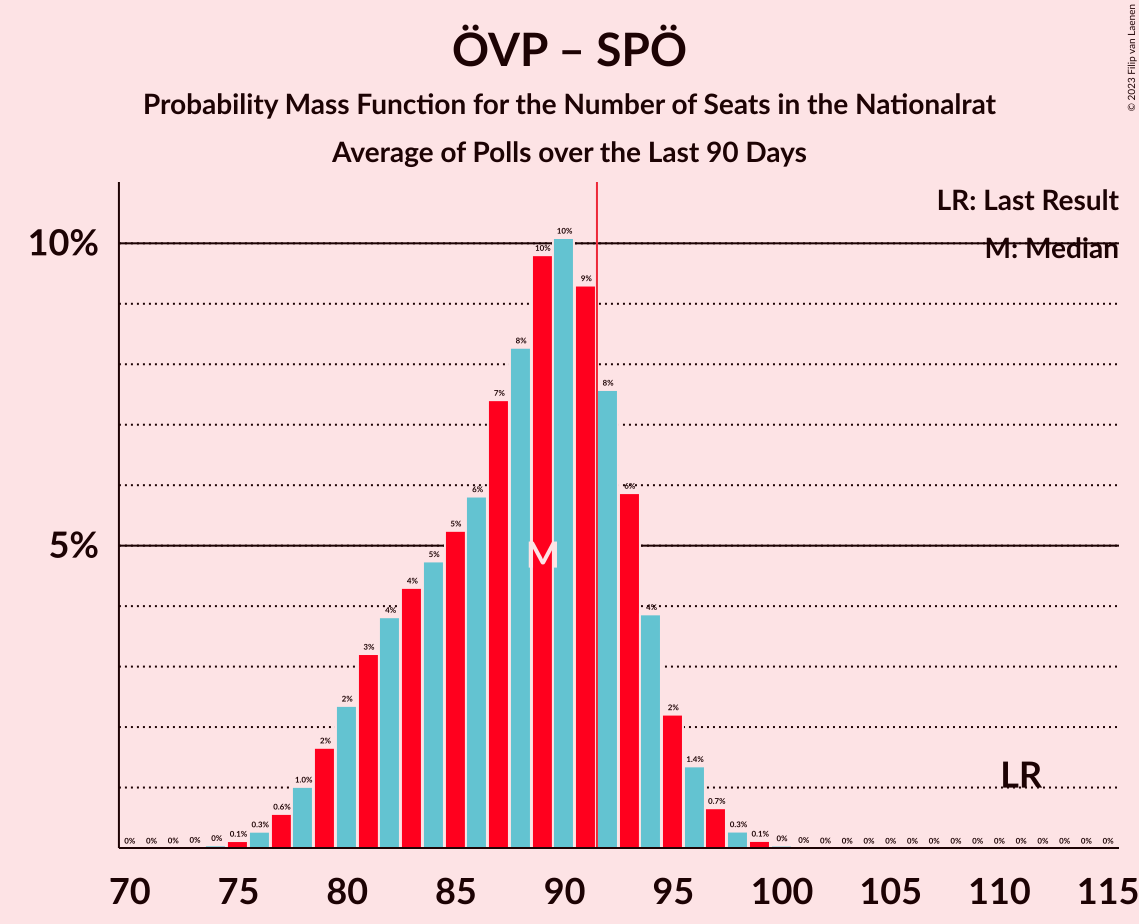 ÖVP – SPÖ
Probability Mass Function for the Number of Seats in the Nationalrat
Average of Polls over the Last 90 Days
© 2023 Filip van Laenen
LR: Last Result
M: Median
10%
5%
0% 0% 0% 0% 0% 0.1% 0.3% 0.6% 1.0% 2% 2% 3% 4% 4% 5% 5% 6% 7% 8% 10% 10% 9% 8% 6% 4% 2% 1.4% 0.7% 0.3% 0.1% 0% 0% 0% 0% 0% 0% 0% 0% 0% 0% 0% 0% 0% 0% 0% 0%
M
LR
70 75 80 85 90 95 100 105 110 115